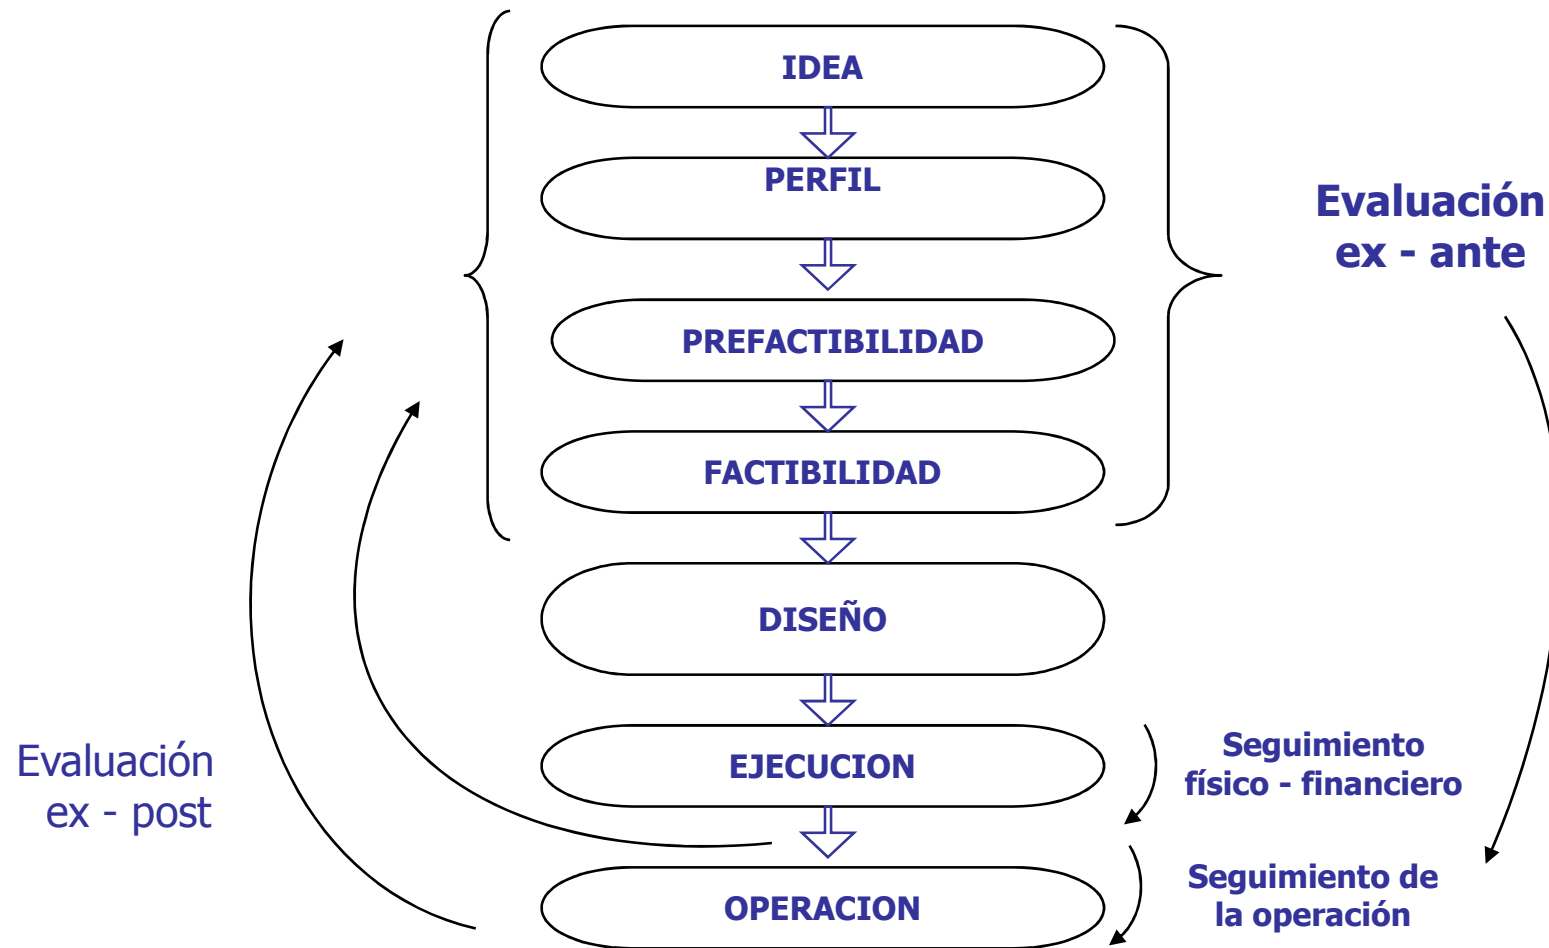 IDEA
PERFIL
Evaluación
ex - ante
PREFACTIBILIDAD
FACTIBILIDAD
DISEÑO
EJECUCION
Seguimiento
físico - financiero
Evaluación
ex - post
OPERACION
Seguimiento de
la operación